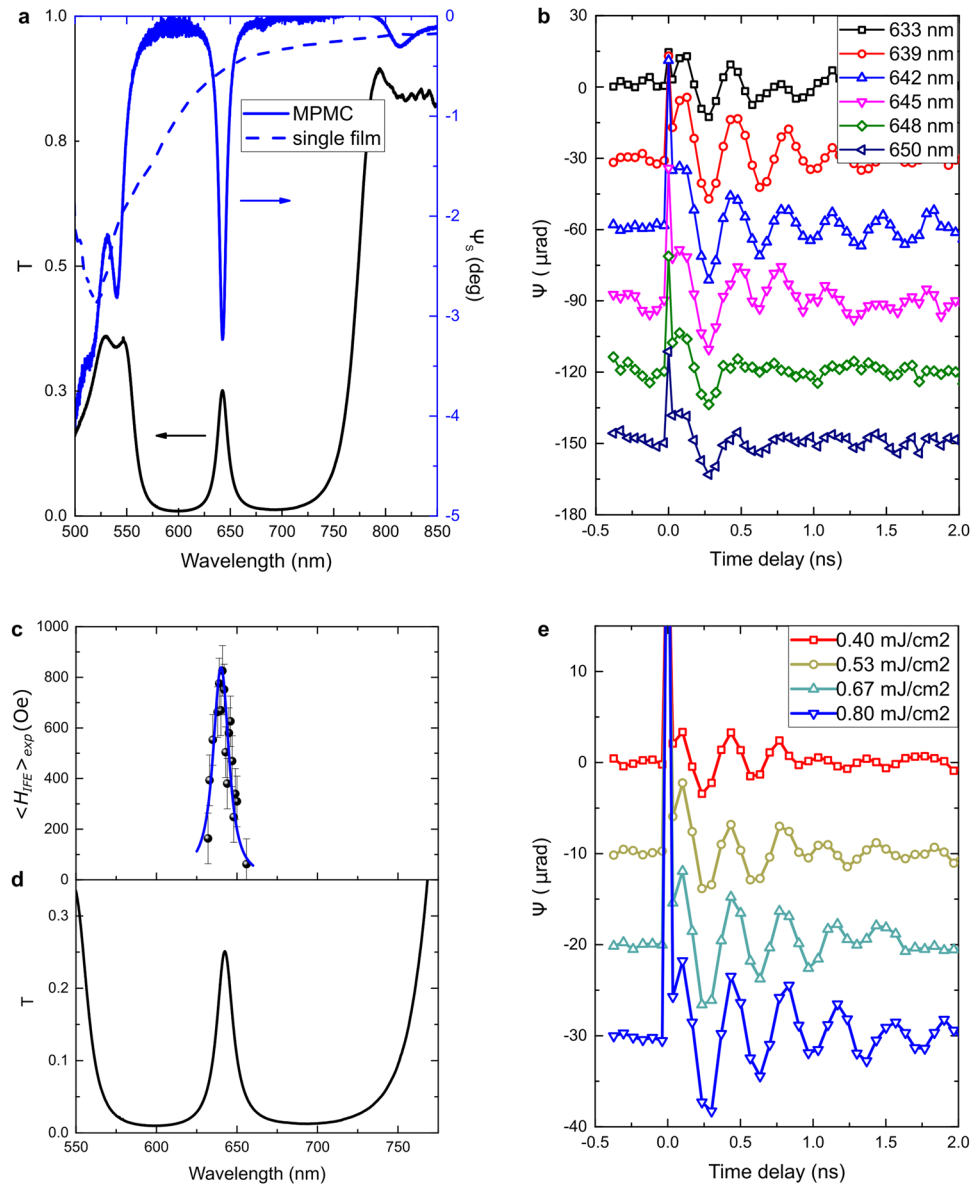 a
1.0
0.8
0.5
0.3
0.0
T
0
-1
-2
-3
-4
-5
Ψs (deg)
MPMC
single film
500
550
600
650
700
750
800
850
Wavelength (nm)
b
30
0
-30
-60
-90
-120
-150
-180
Ψ ( μrad)
633 nm
639 nm
642 nm
645 nm
648 nm
650 nm
-0.5
0.0
0.5
1.0
1.5
2.0
Time delay (ns)
c
1000
800
600
400
200
0
<HIFE>exp(Oe)
d
0.3
0.2
0.1
0.0
T
550
600
650
700
750
Wavelength (nm)
e
10
0
-10
-20
-30
-40
Ψ ( μrad)
0.40 mJ/cm2
0.53 mJ/cm2
0.67 mJ/cm2
0.80 mJ/cm2
-0.5
0.0
0.5
1.0
1.5
2.0
Time delay (ns)